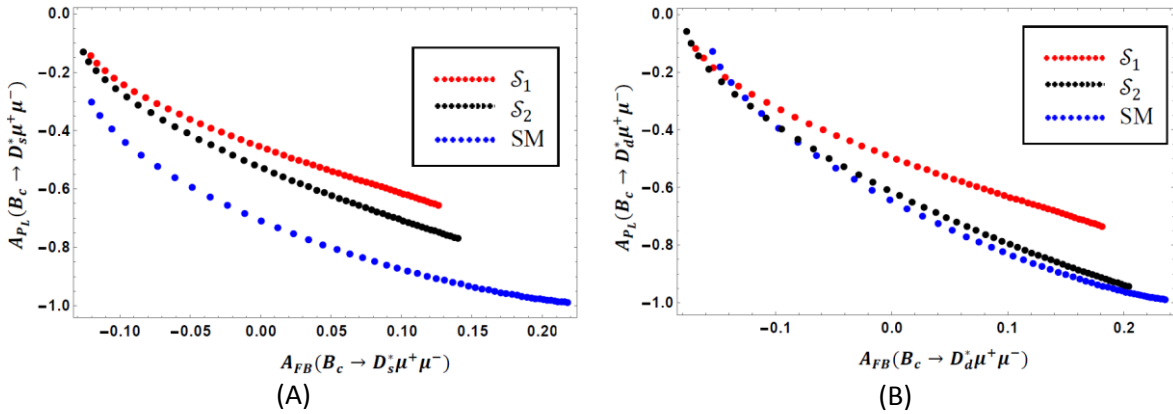 0.0
−0.2
−0.4
−0.6
−0.8
−1.0
A_{P_L}(B_c → D_s^* μ^+ μ^-)
S_1
S_2
SM
−0.10 −0.05 0.00 0.05 0.10 0.15 0.20
A_{FB}(B_c → D_s^* μ^+ μ^-)
(A)
0.0
−0.2
−0.4
−0.6
−0.8
−1.0
A_{P_L}(B_c → D_d^* μ^+ μ^-)
S_1
S_2
SM
−0.1 0.0 0.1 0.2
A_{FB}(B_c → D_d^* μ^+ μ^-)
(B)